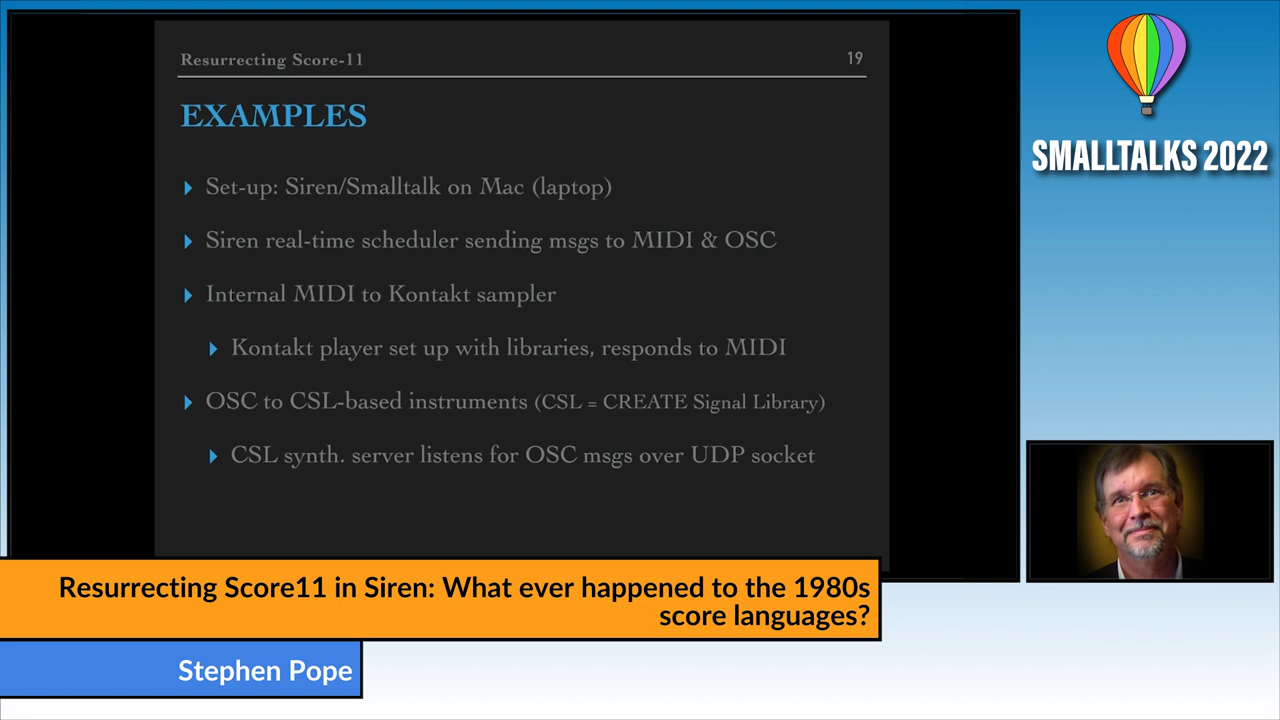 Resurrecting Score-11
19
EXAMPLES
Set-up: Siren/Smalltalk on Mac (laptop)
Siren real-time scheduler sending msgs to MIDI & OSC
Internal MIDI to Kontakt sampler
Kontakt player set up with libraries, responds to MIDI
OSC to CSL-based instruments (CSL = CREATE Signal Library)
CSL synth. server listens for OSC msgs over UDP socket
SMALLTALKS 2022
Resurrecting Score11 in Siren: What ever happened to the 1980s
score languages?
Stephen Pope